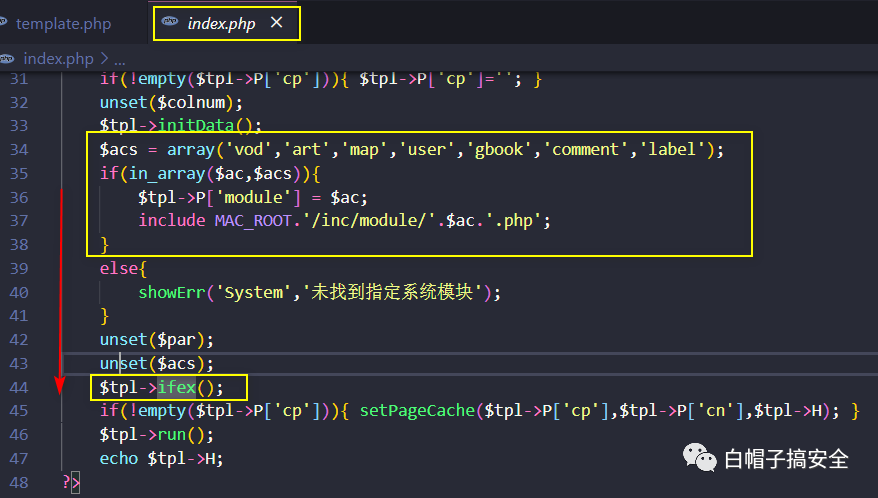 template.php
index.php ×
index.php > ...
31 if(!empty($tpl->P['cp'])){ $tpl->P['cp']=''; }
32 unset($colnum);
33 $tpl->initData();
34 $acs = array('vod','art','map','user','gbook','comment','label');
35 if(in_array($ac,$acs)){
36 $tpl->P['module'] = $ac;
37 include MAC_ROOT.'/inc/module/'.$ac.'.php';
38 }
39 else{
40 showErr('System','未找到指定系统模块');
41 }
42 unset($par);
43 unset($acs);
44 $tpl->ifex();
45 if(!empty($tpl->P['cp'])){ setPageCache($tpl->P['cp'],$tpl->P['cn'],$tpl->H); }
46 $tpl->run();
47 echo $tpl->H;
48 ?>
白帽子搞安全